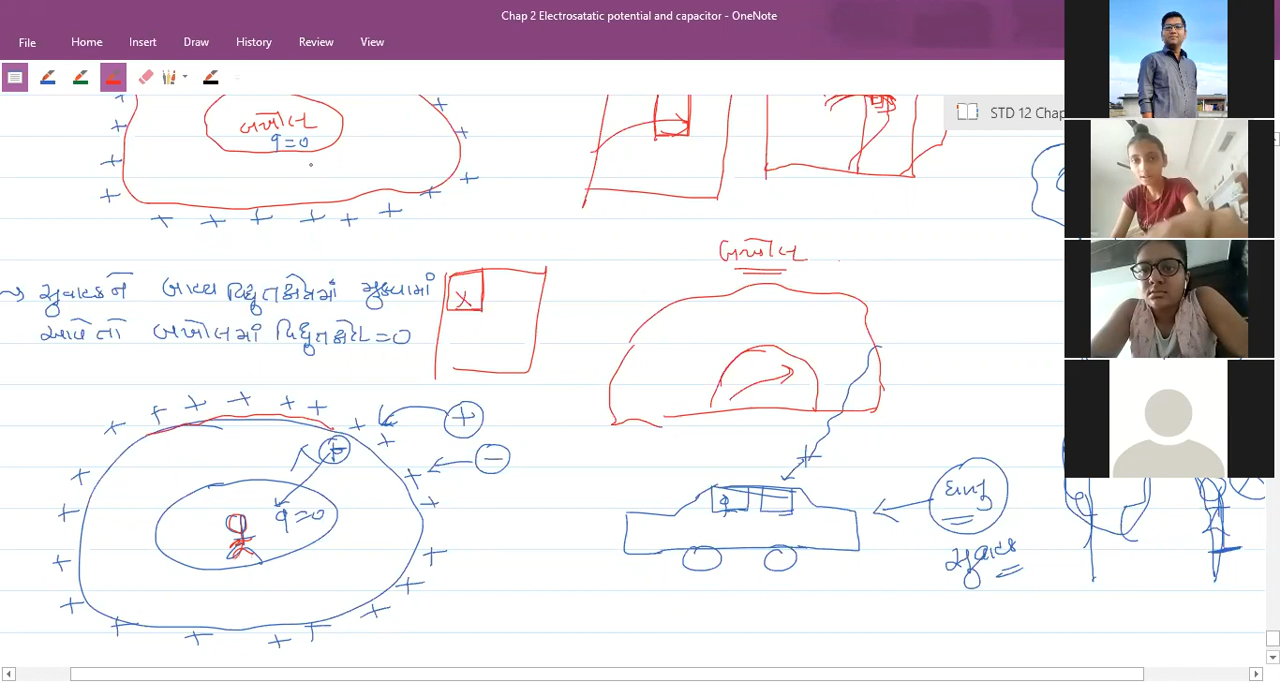 Chap 2 Electrosatatic potential and capacitor - OneNote
File Home Insert Draw History Review View
STD 12 Chap
બખોલ
q=0
બખોલ
→ સુવાહકને બાહ્ય વિદ્યુતક્ષેત્રમાં મુકવામાં
આવે તો બખોલમાં વિદ્યુતક્ષેત્ર=0
X
+
−
+
q=0
ધાતુ
સુવાહક